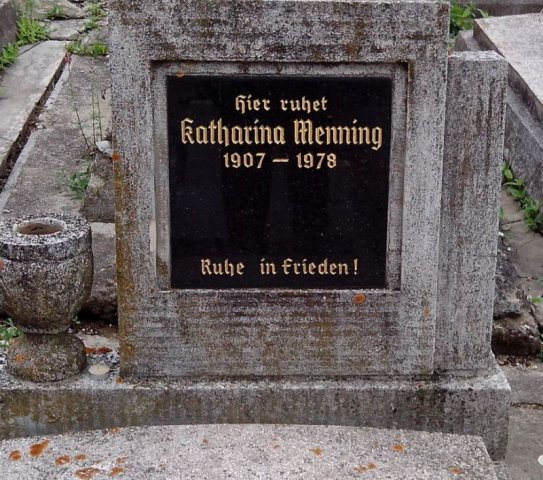 Hier ruhet
Katharina Menning
1907 – 1978
Ruhe in Frieden!